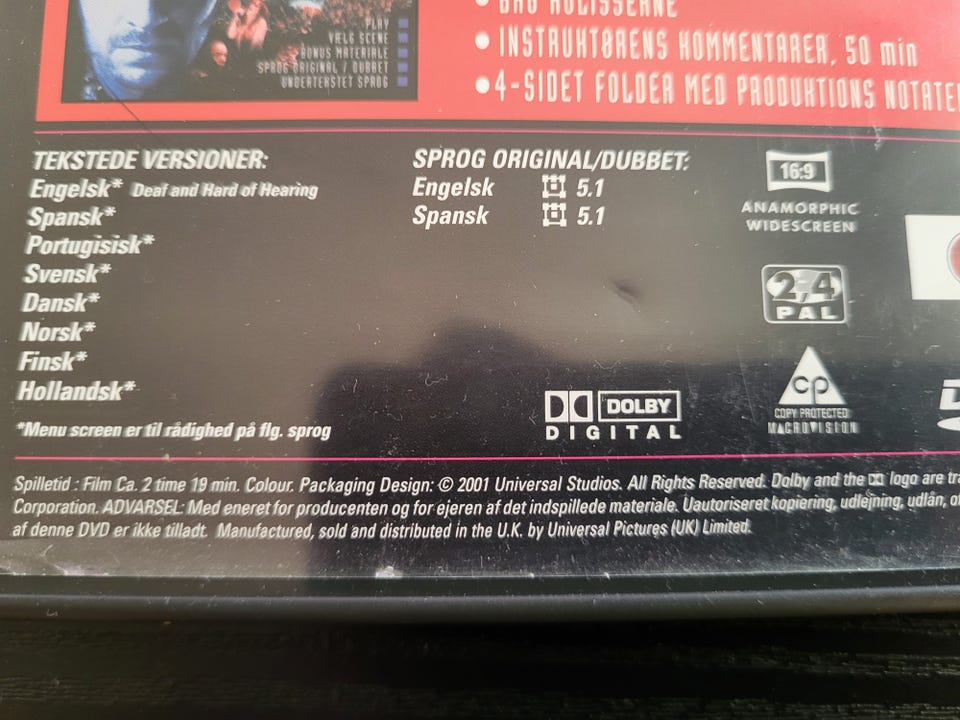 PLAY
VÆLG SCENE
BONUS MATERIALE
SPROG ORIGINAL / DUBBET
UNDERTEKSTET SPROG
• BAG KULISSERNE
• INSTRUKTØRENS KOMMENTARER, 50 min
• 4-SIDET FOLDER MED PRODUKTIONS NOTATE
TEKSTEDE VERSIONER:
Engelsk* Deaf and Hard of Hearing
Spansk*
Portugisisk*
Svensk*
Dansk*
Norsk*
Finsk*
Hollandsk*
*Menu screen er til rådighed på flg. sprog
SPROG ORIGINAL/DUBBET:
Engelsk 5.1
Spansk 5.1
16:9
ANAMORPHIC
WIDESCREEN
2,4
PAL
cp
COPY PROTECTED
MACROVISION
DOLBY
DIGITAL
Spilletid : Film Ca. 2 time 19 min. Colour. Packaging Design: © 2001 Universal Studios. All Rights Reserved. Dolby and the logo are tra
Corporation. ADVARSEL: Med eneret for producenten og for ejeren af det indspillede materiale. Uautoriseret kopiering, udlejning, udlån, of
af denne DVD er ikke tilladt. Manufactured, sold and distributed in the U.K. by Universal Pictures (UK) Limited.